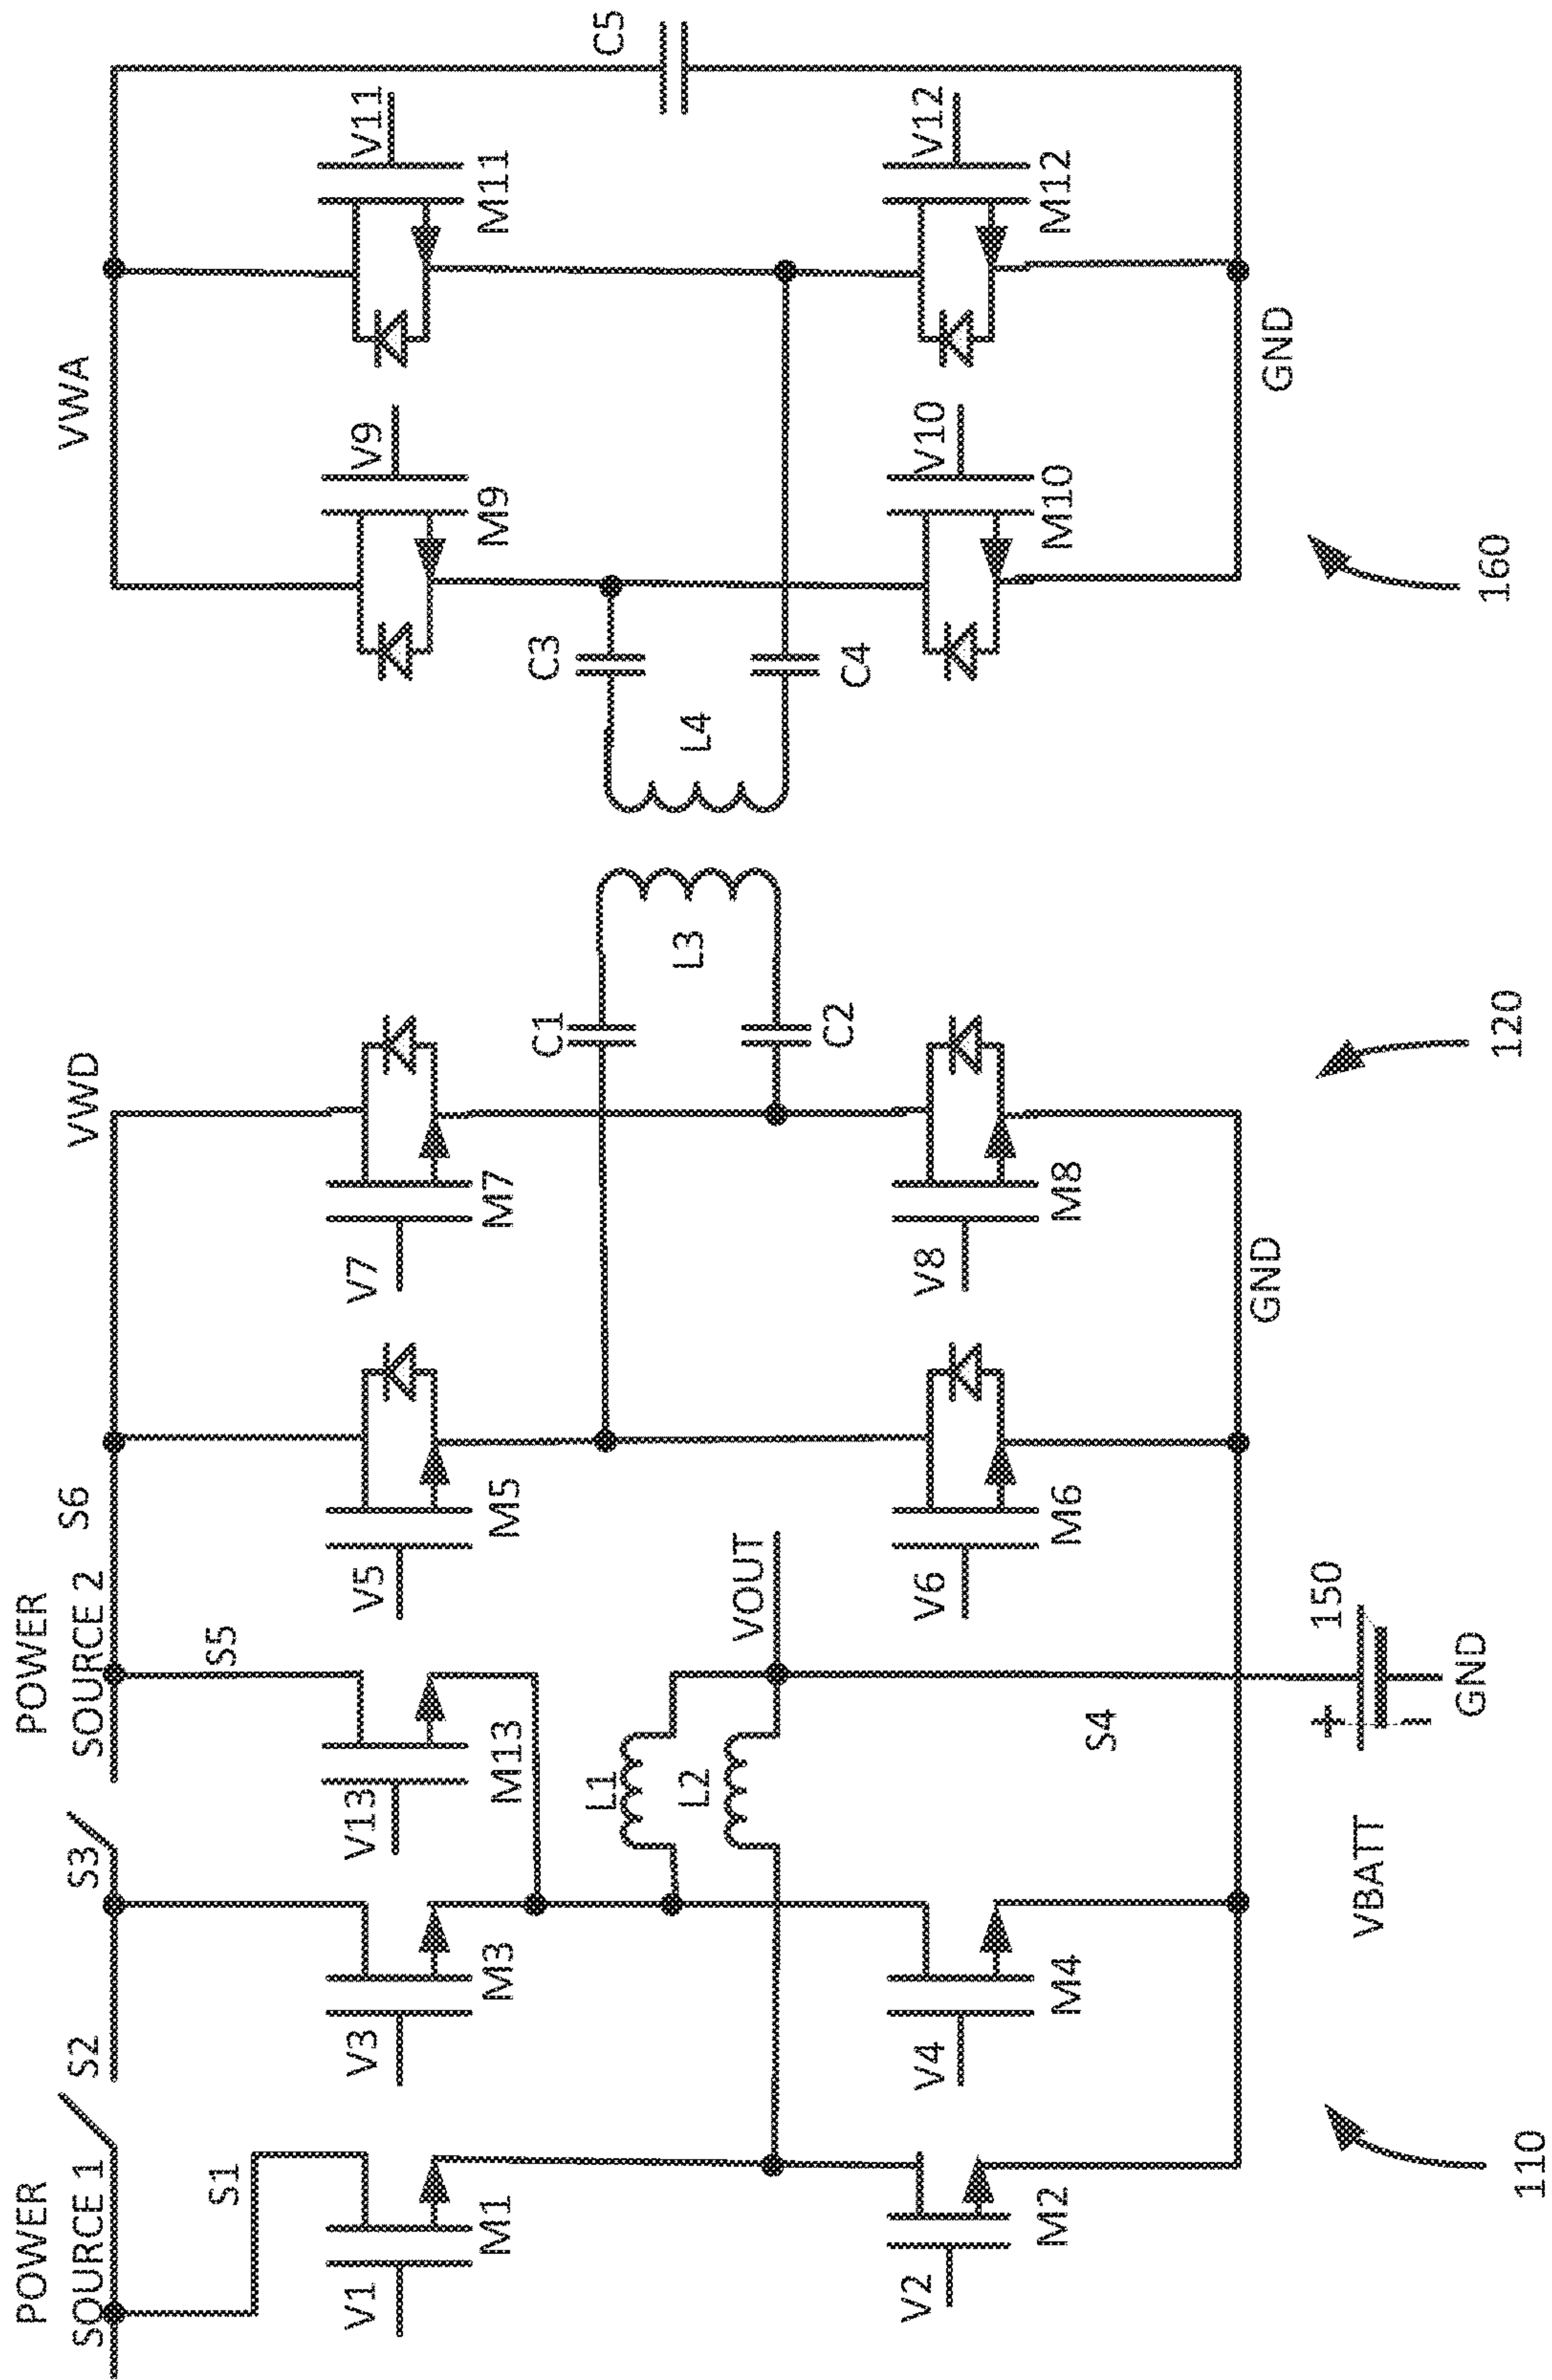 POWER
SOURCE 1
S2
S3
POWER
SOURCE 2
S6
VWD
VWA
S1
S5
V1
V3
V13
V5
V7
V9
V11
M1
M3
M13
M5
M7
M9
M11
L1
L2
VOUT
C1
C2
L3
L4
C3
C4
C5
V2
V4
V6
V8
V10
V12
M2
M4
M6
M8
M10
M12
S4
GND
GND
VBATT
150
GND
110
120
160